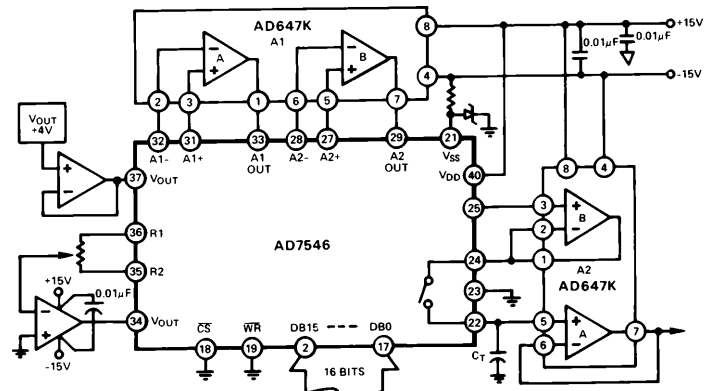 AD647K
A1
8
+15V
0.01μF
0.01μF
A
B
4
-15V
2
3
1
6
5
7
VOUT
+4V
32
31
33
28
27
29
21
A1-
A1+
A1
OUT
A2-
A2+
A2
OUT
VSS
VDD
40
8
4
37
VOUT
25
3
B
2
36
R1
AD7546
24
1
A2
AD647K
35
R2
23
+15V
0.01μF
34
VOUT
22
5
A
7
6
CS
WR
DB15
DB0
CT
-15V
18
19
2
17
16 BITS